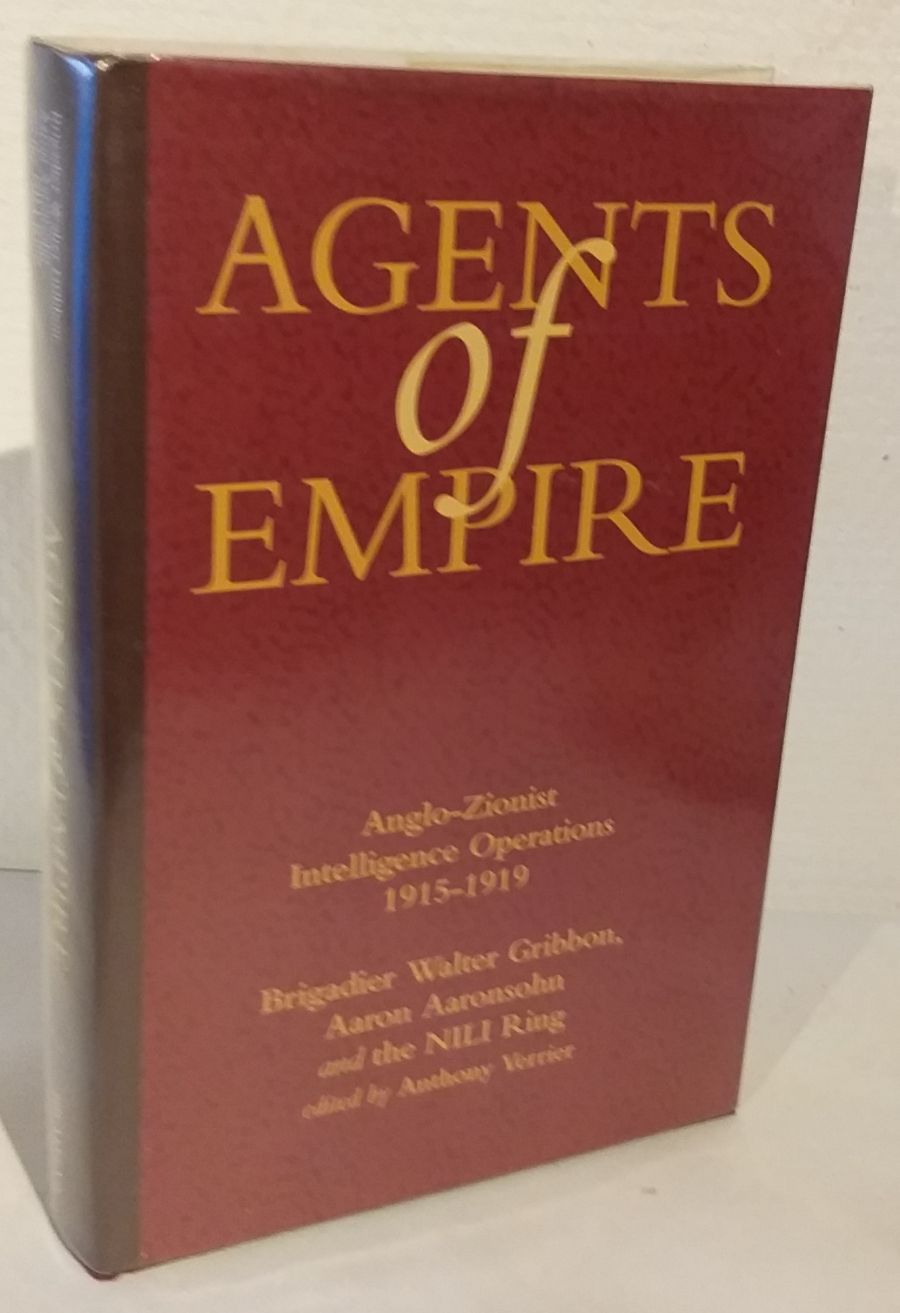 AGENTS
of
EMPIRE
Anglo-Zionist
Intelligence Operations
1915–1919
Brigadier Walter Gribbon,
Aaron Aaronsohn
and the NILI Ring
edited by Anthony Verrier